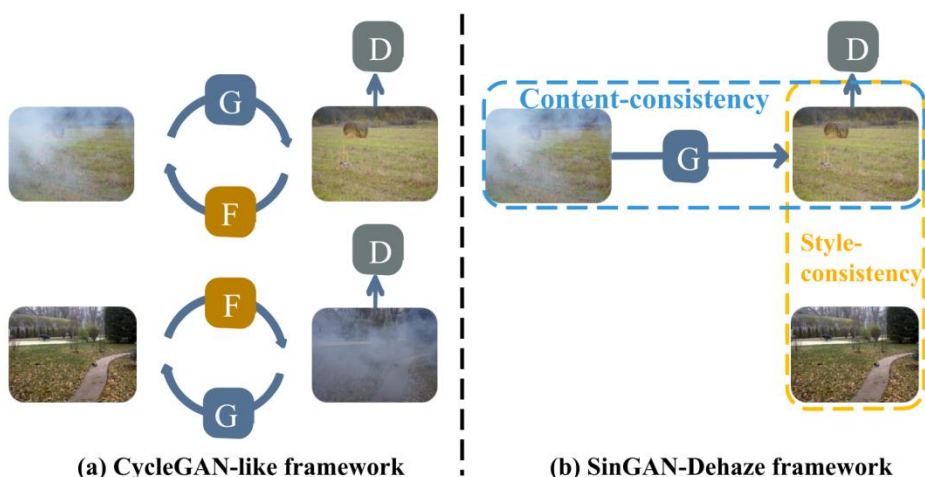 D
G
F
D
F
G
(a) CycleGAN-like framework
D
Content-consistency
G
Style-
consistency
(b) SinGAN-Dehaze framework